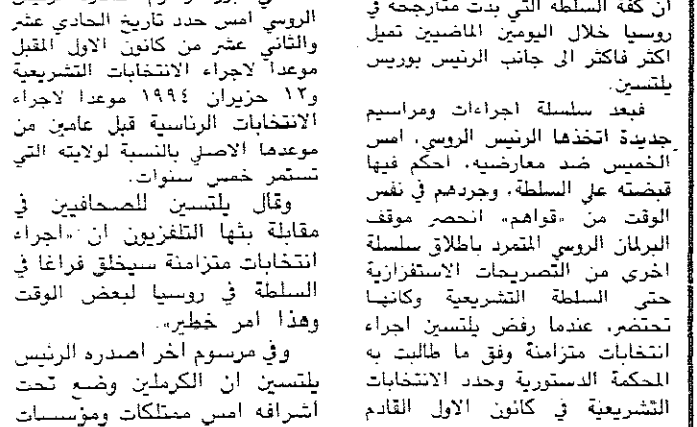 ان كفة السلطة التي بدت متارجحة في
روسيا خلال اليومين الماضيين تميل
اكثر فاكثر الى جانب الرئيس بوريس
يلتسين.
فبعد سلسلة اجراءات ومراسيم
جديدة اتخذها الرئيس الروسي، امس
الخميس ضد معارضيه، احكم فيها
قبضته على السلطة، وجردهم في نفس
الوقت من «قواهم» انحصر موقف
البرلمان الروسي المتمرد باطلاق سلسلة
اخرى من التصريحات الاستفزازية
حتى السلطة التشريعية وكانها
تحتضر، عندما رفض يلتسين اجراء
انتخابات متزامنة وفق ما طالبت به
المحكمة الدستورية وحدد الانتخابات
التشريعية في كانون الاول القادم
الروسي امس حدد تاريخ الحادي عشر
والثاني عشر من كانون الاول المقبل
موعدا لاجراء الانتخابات التشريعية
و١٢ حزيران ١٩٩٤ موعدا لاجراء
الانتخابات الرئاسية قبل عامين من
موعدها الاصلي بالنسبة لولايته التي
تستمر خمس سنوات.
وقال يلتسين للصحافيين في
مقابلة بثها التلفزيون ان «اجراء
انتخابات متزامنة سيخلق فراغا في
السلطة في روسيا لبعض الوقت
وهذا امر خطير».
وفي مرسوم اخر اصدره الرئيس
يلتسين ان الكرملين وضع تحت
اشرافه امس ممتلكات ومؤسسات